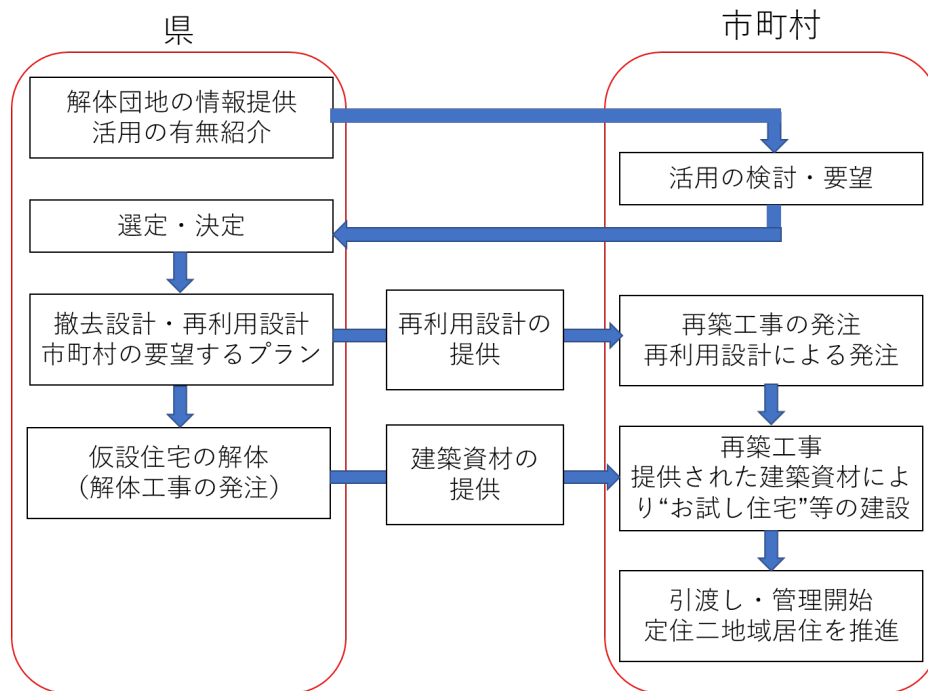 県
市町村
解体団地の情報提供
活用の有無紹介
活用の検討・要望
選定・決定
撤去設計・再利用設計
市町村の要望するプラン
再利用設計の
提供
再築工事の発注
再利用設計による発注
仮設住宅の解体
（解体工事の発注）
建築資材の
提供
再築工事
提供された建築資材によ
り“お試し住宅”等の建設
引渡し・管理開始
定住二地域居住を推進